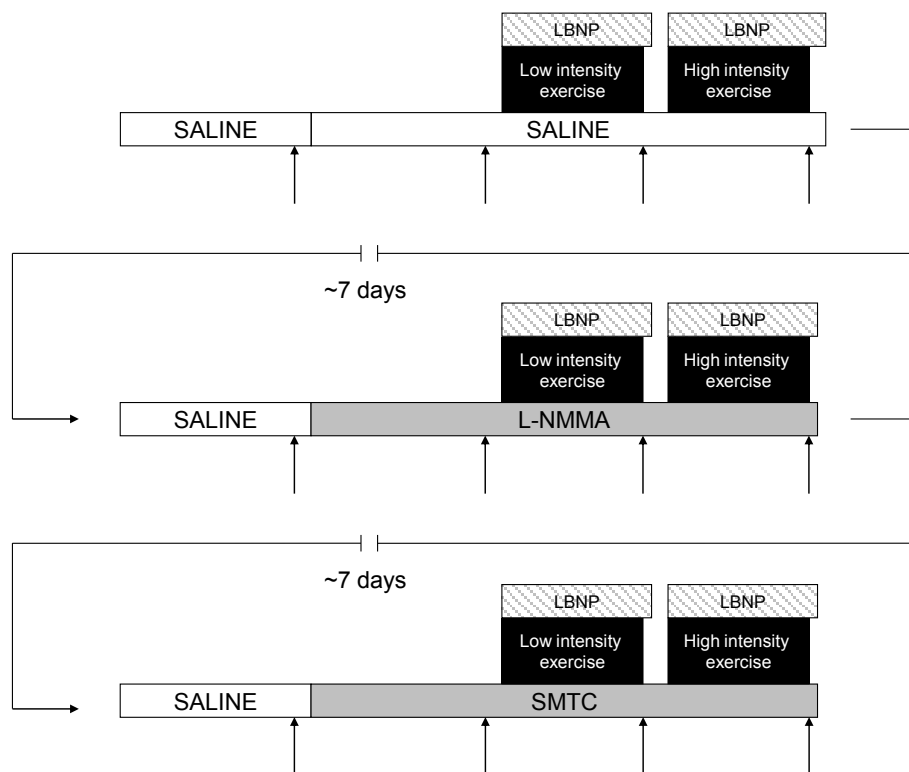 LBNP LBNP
Low intensity High intensity
exercise exercise
SALINE SALINE
~7 days
LBNP LBNP
Low intensity High intensity
exercise exercise
SALINE L-NMMA
~7 days
LBNP LBNP
Low intensity High intensity
exercise exercise
SALINE SMTC